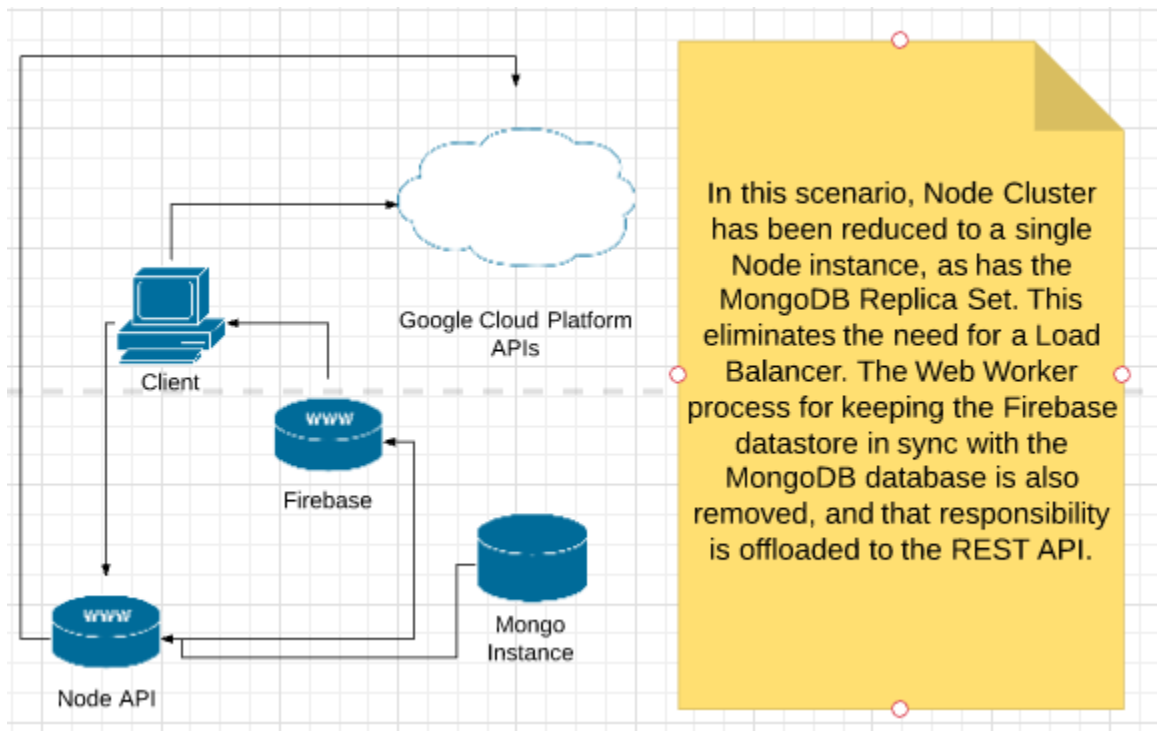 Google Cloud Platform
APIs
Client
www
Firebase
Mongo
Instance
www
Node API
In this scenario, Node Cluster
has been reduced to a single
Node instance, as has the
MongoDB Replica Set. This
eliminates the need for a Load
Balancer. The Web Worker
process for keeping the Firebase
datastore in sync with the
MongoDB database is also
removed, and that responsibility
is offloaded to the REST API.